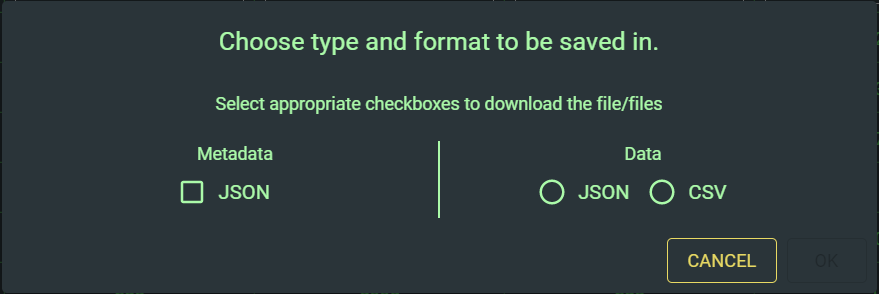 Choose type and format to be saved in.
Select appropriate checkboxes to download the file/files
Metadata
Data
JSON
JSON
CSV
CANCEL
OK